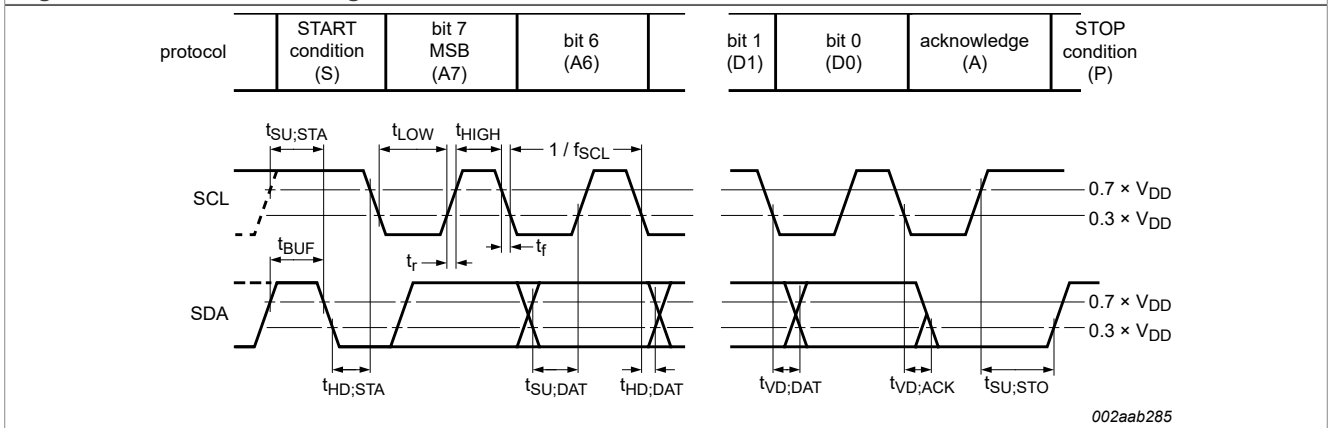 protocol
START
condition
(S)
bit 7
MSB
(A7)
bit 6
(A6)
bit 1
(D1)
bit 0
(D0)
acknowledge
(A)
STOP
condition
(P)
tSU;STA
tLOW
tHIGH
1 / fSCL
SCL
0.7 × VDD
0.3 × VDD
tBUF
tr
tf
SDA
0.7 × VDD
0.3 × VDD
tHD;STA
tSU;DAT
tHD;DAT
tVD;DAT
tVD;ACK
tSU;STO
002aab285